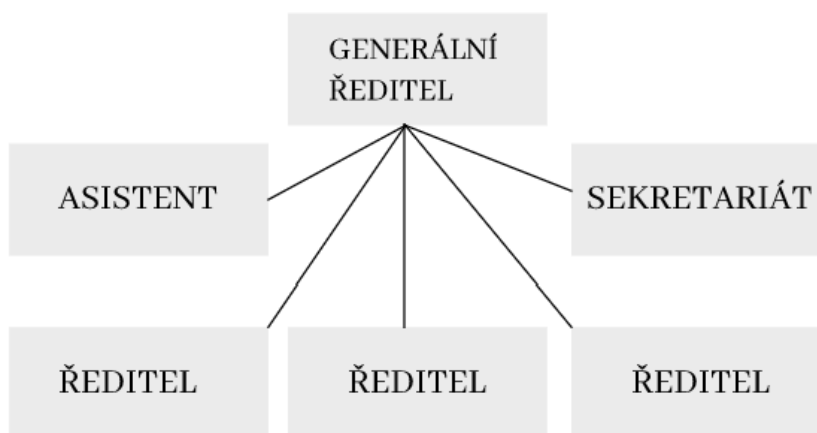 GENERÁLNÍ
ŘEDITEL
ASISTENT
SEKRETARIÁT
ŘEDITEL
ŘEDITEL
ŘEDITEL